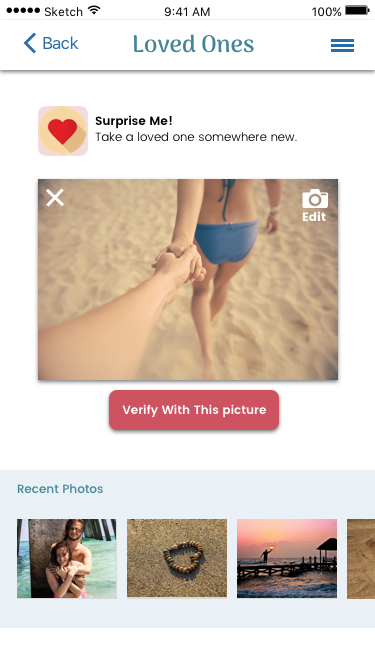 Sketch 9:41 AM 100%
Back Loved Ones
Surprise Me!
Take a loved one somewhere new.
Edit
Verify With This picture
Recent Photos